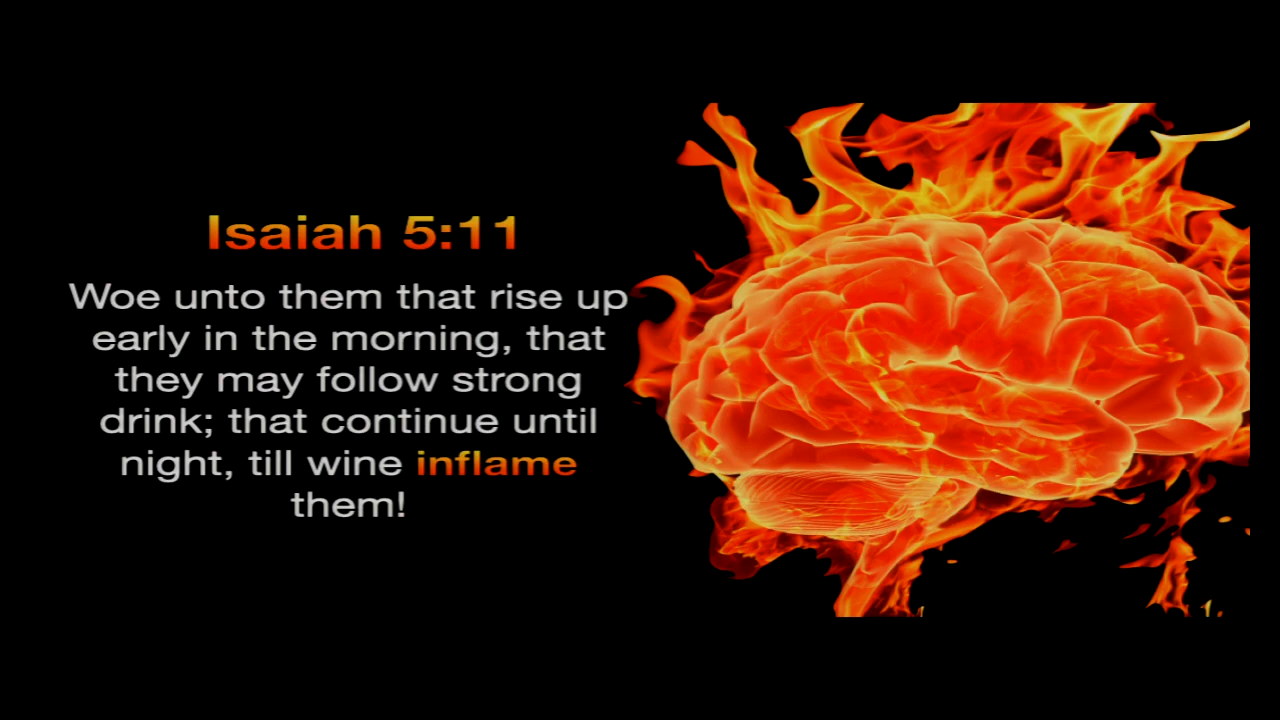 Isaiah 5:11
Woe unto them that rise up
early in the morning, that
they may follow strong
drink; that continue until
night, till wine inflame
them!